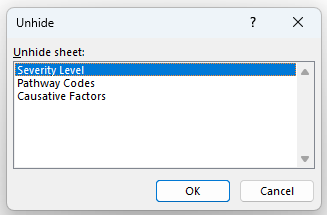 Unhide
?
Unhide sheet:
Severity Level
Pathway Codes
Causative Factors
OK
Cancel